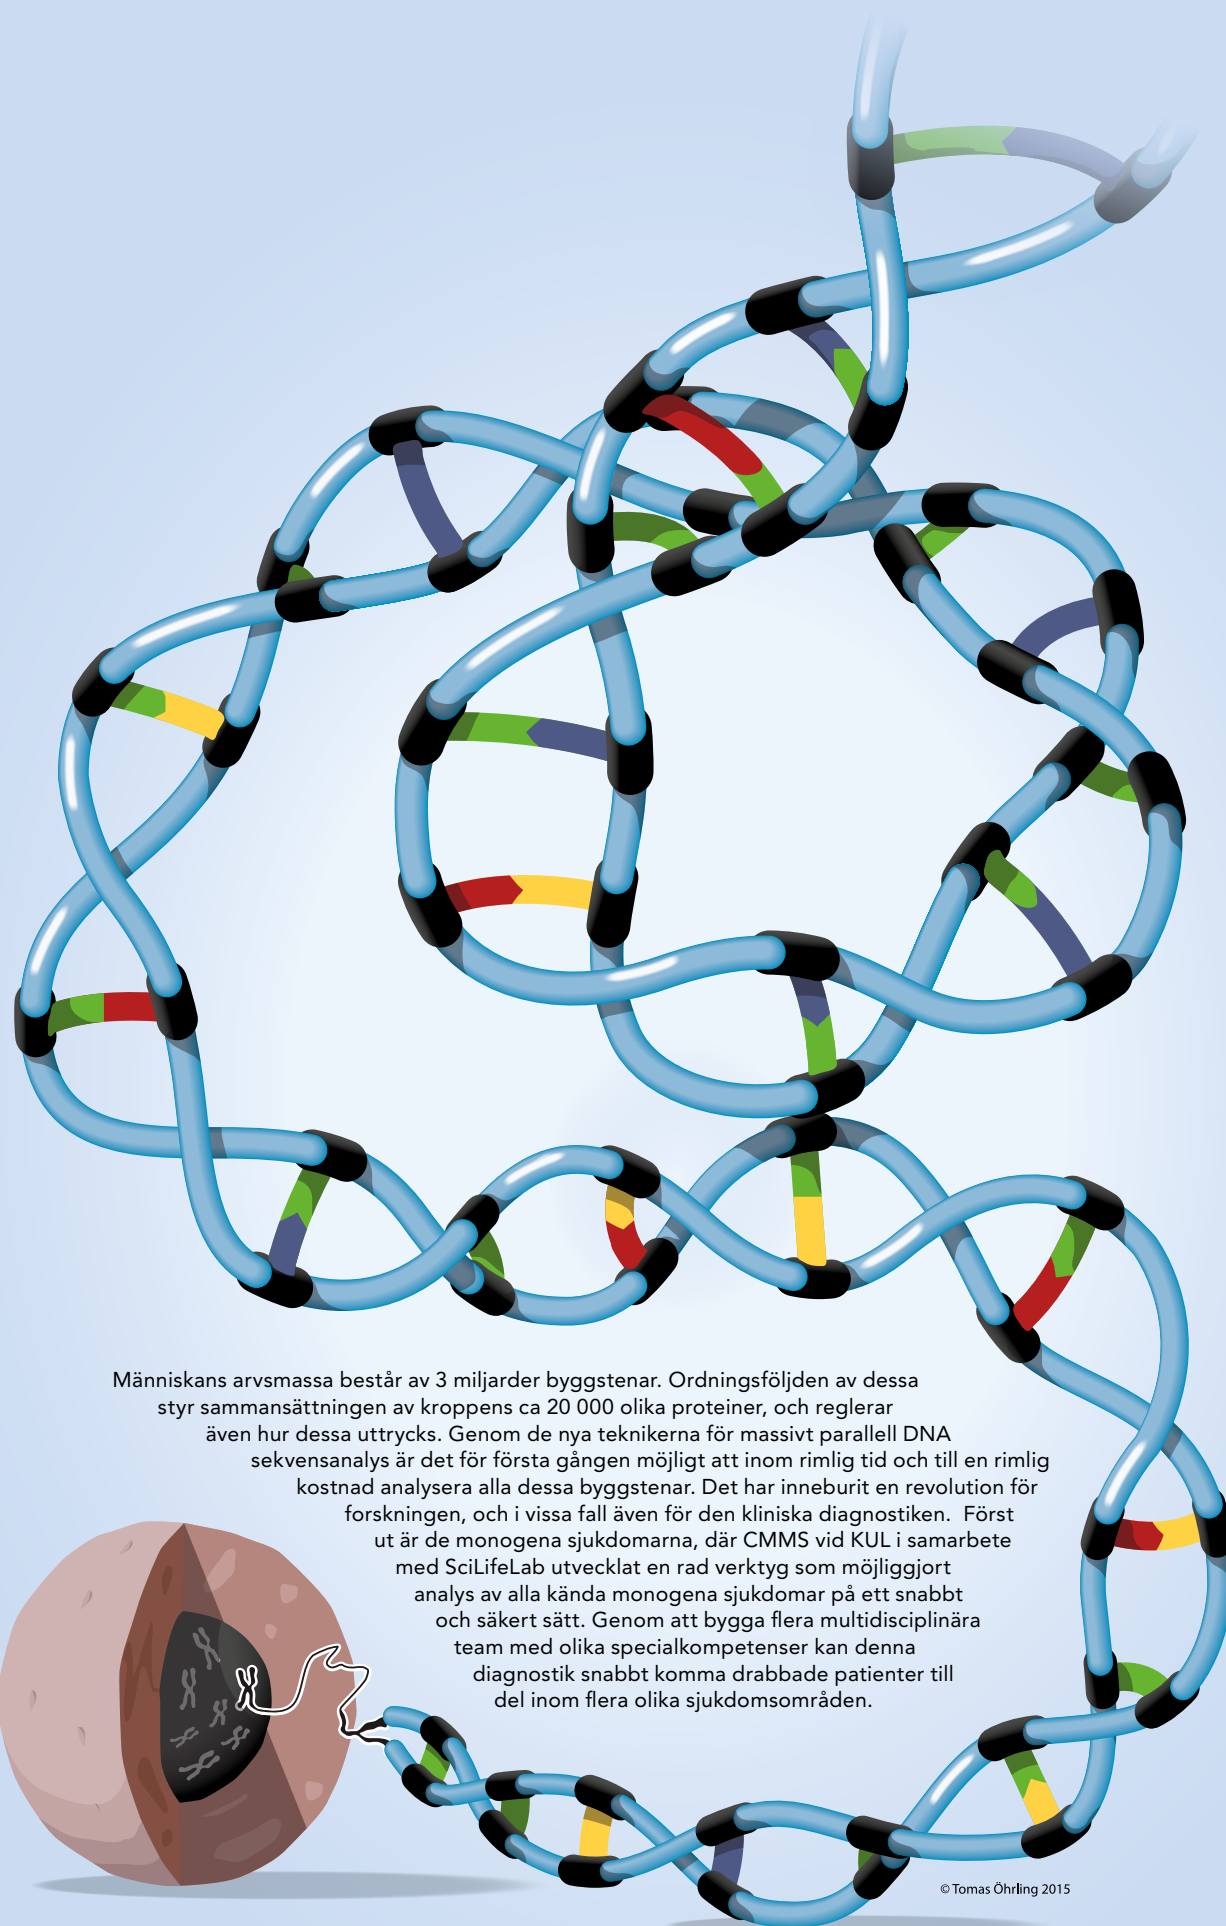 Människans arvsmassa består av 3 miljarder byggstenar. Ordningsföljden av dessa
styr sammansättningen av kroppens ca 20 000 olika proteiner, och reglerar
även hur dessa uttrycks. Genom de nya teknikerna för massivt parallell DNA
sekvensanalys är det för första gången möjligt att inom rimlig tid och till en rimlig
kostnad analysera alla dessa byggstenar. Det har inneburit en revolution för
forskningen, och i vissa fall även för den kliniska diagnostiken. Först
ut är de monogena sjukdomarna, där CMMS vid KUL i samarbete
med SciLifeLab utvecklat en rad verktyg som möjliggjort
analys av alla kända monogena sjukdomar på ett snabbt
och säkert sätt. Genom att bygga flera multidisciplinära
team med olika specialkompetenser kan denna
diagnostik snabbt komma drabbade patienter till
del inom flera olika sjukdomsområden.
© Tomas Öhrling 2015